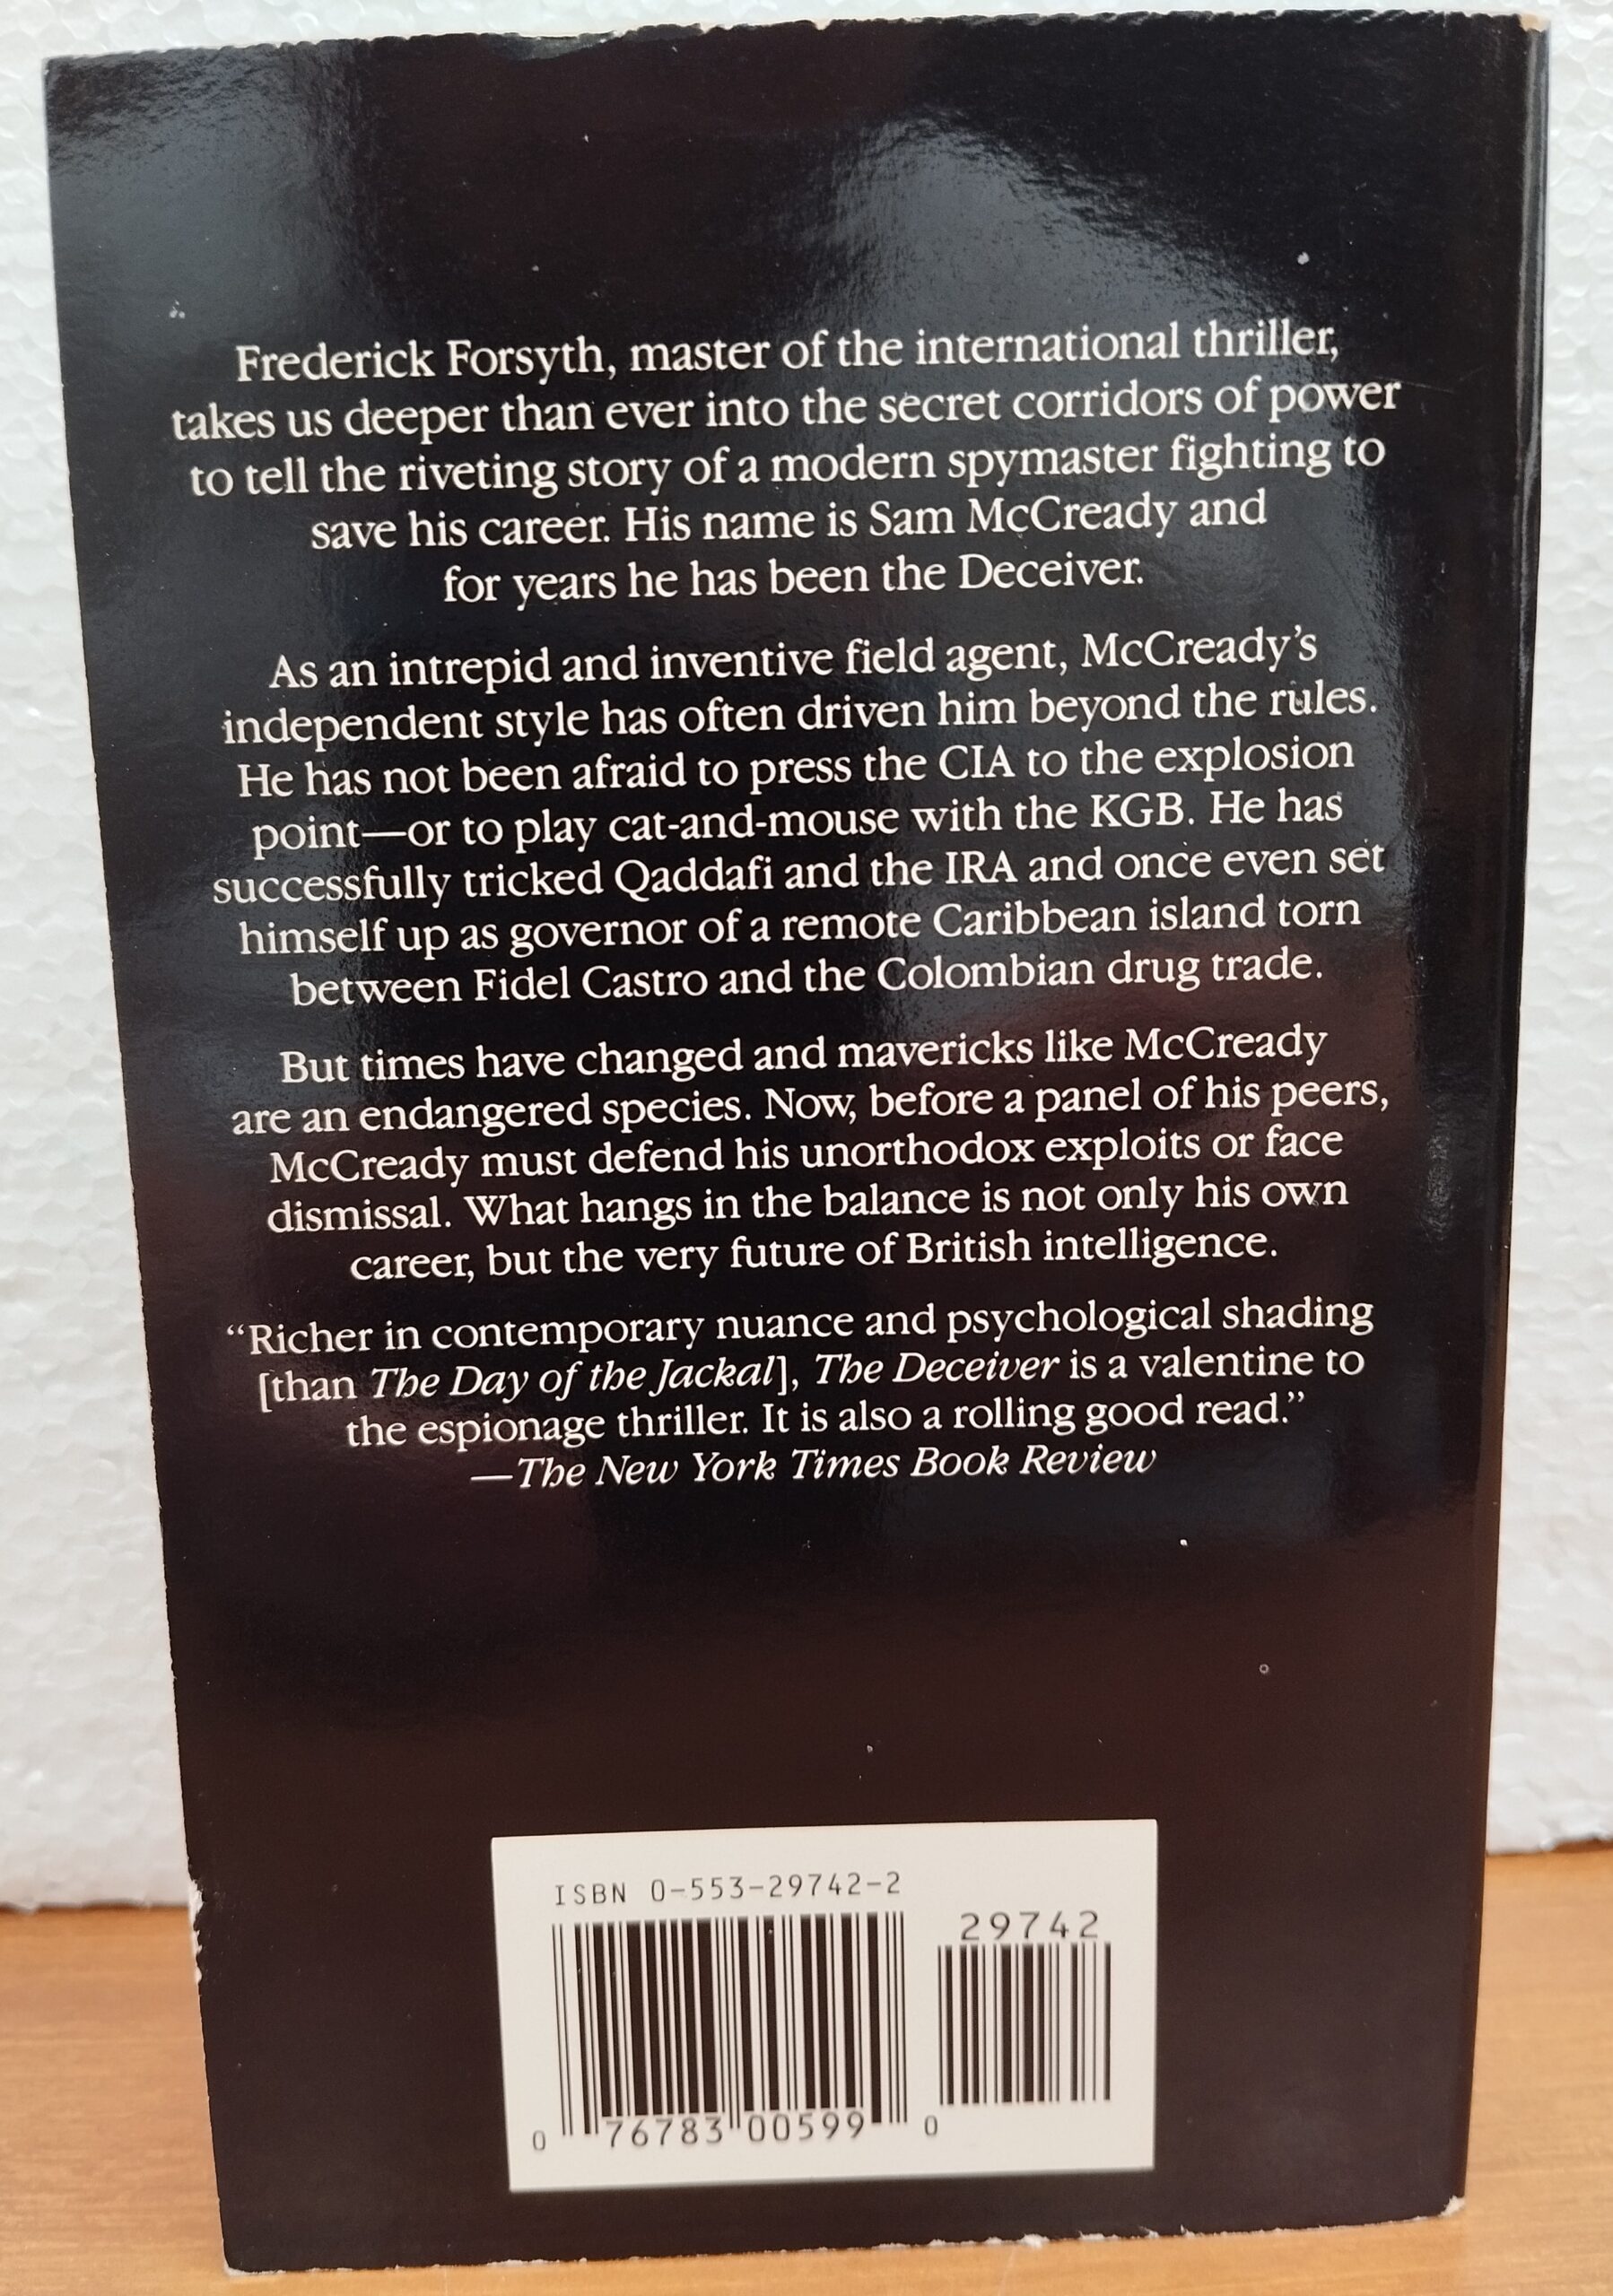 Frederick Forsyth, master of the international thriller,
takes us deeper than ever into the secret corridors of power
to tell the riveting story of a modern spymaster fighting to
save his career. His name is Sam McCready and
for years he has been the Deceiver.
As an intrepid and inventive field agent, McCready’s
independent style has often driven him beyond the rules.
He has not been afraid to press the CIA to the explosion
point—or to play cat-and-mouse with the KGB. He has
successfully tricked Qaddafi and the IRA and once even set
himself up as governor of a remote Caribbean island torn
between Fidel Castro and the Colombian drug trade.
But times have changed and mavericks like McCready
are an endangered species. Now, before a panel of his peers,
McCready must defend his unorthodox exploits or face
dismissal. What hangs in the balance is not only his own
career, but the very future of British intelligence.
“Richer in contemporary nuance and psychological shading
[than The Day of the Jackal], The Deceiver is a valentine to
the espionage thriller. It is also a rolling good read.”
—The New York Times Book Review
ISBN 0-553-29742-2
29742
0 76783 00599 0